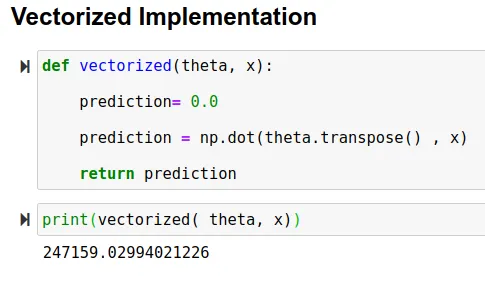 Vectorized Implementation
def vectorized(theta, x):
prediction= 0.0
prediction = np.dot(theta.transpose() , x)
return prediction
print(vectorized( theta, x))
247159.02994021226